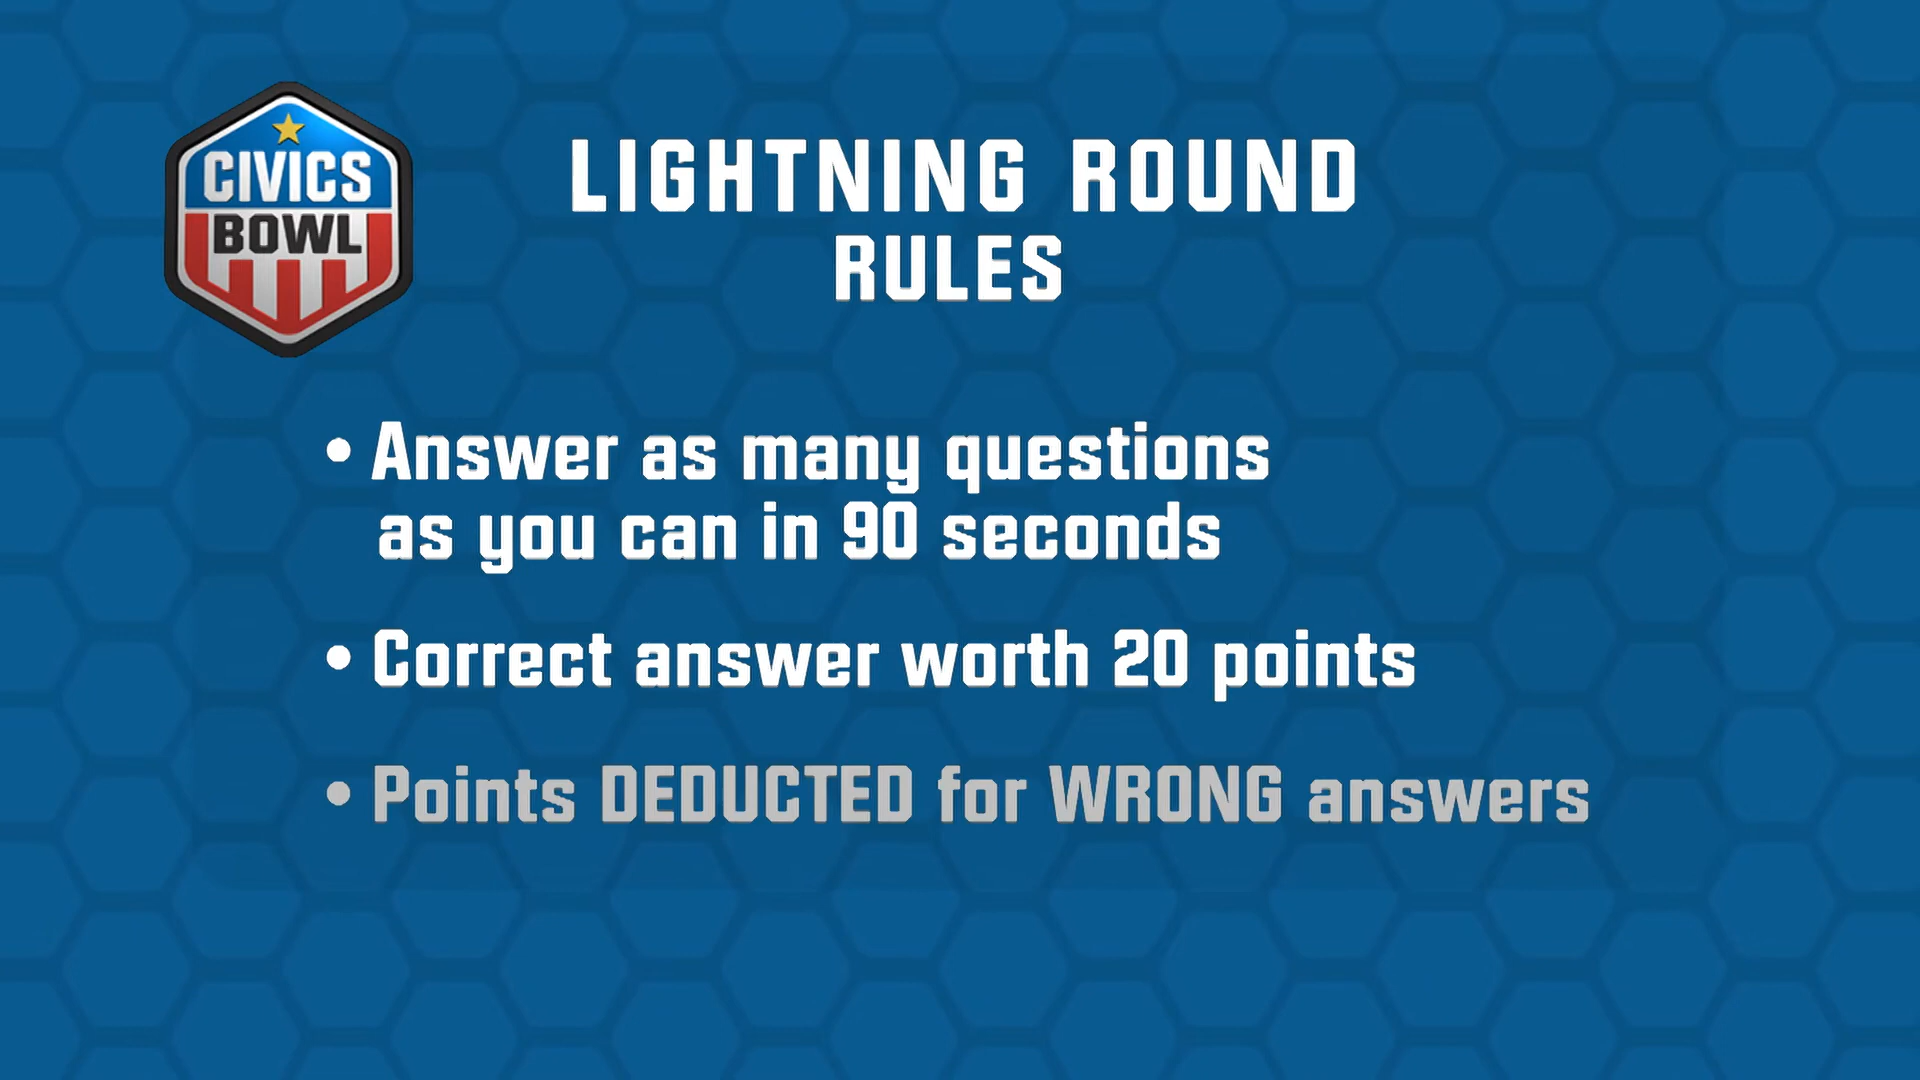 CIVICS
BOWL
LIGHTNING ROUND
RULES
• Answer as many questions
as you can in 90 seconds
• Correct answer worth 20 points
• Points DEDUCTED for WRONG answers